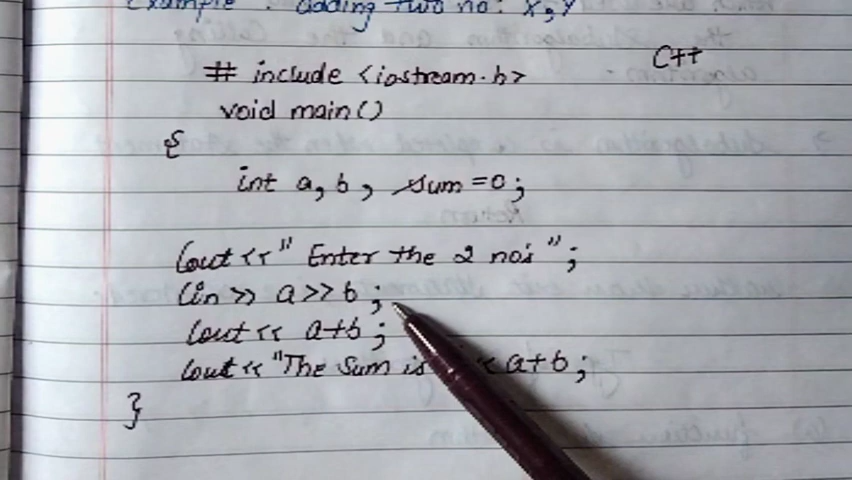 Example : adding two no: X, Y
C++
# include <iostream.h>
void main()
{
int a, b, sum=0;
Cout << " Enter the 2 nos ";
Cin >> a>>b;
Cout << a+b;
Cout << "The Sum is < a+b;
}